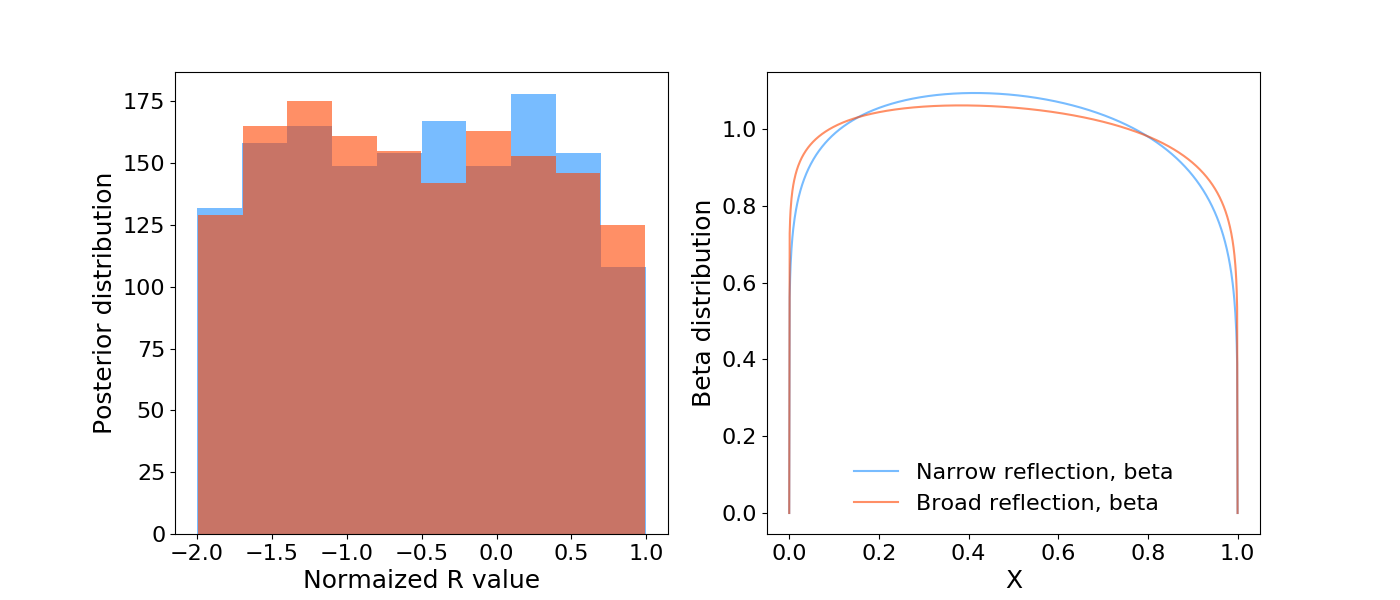 Posterior distribution
175
150
125
100
75
50
25
0
−2.0 −1.5 −1.0 −0.5 0.0 0.5 1.0
Normaized R value
Beta distribution
1.0
0.8
0.6
0.4
0.2
0.0
Narrow reflection, beta
Broad reflection, beta
0.0 0.2 0.4 0.6 0.8 1.0
X